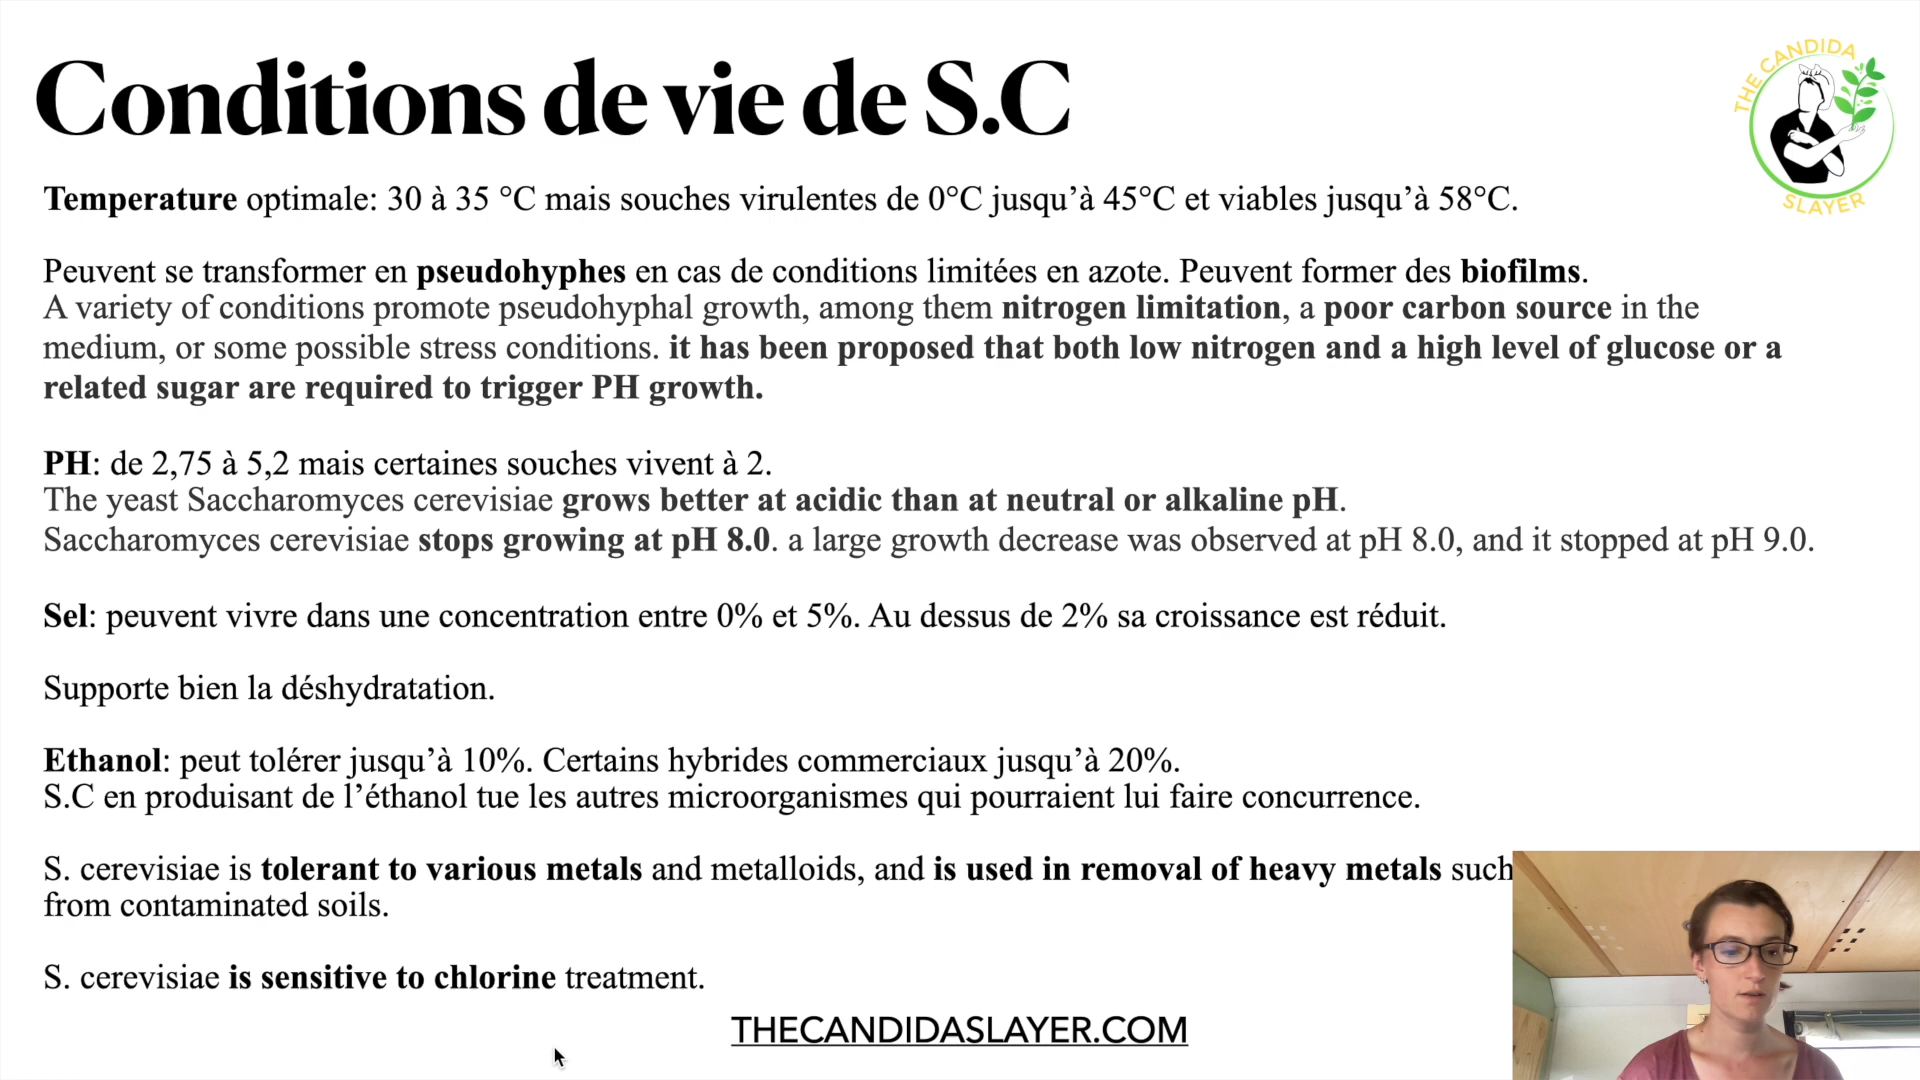 Conditions de vie de S.C
THE CANDIDA
SLAYER
Temperature optimale: 30 à 35 °C mais souches virulentes de 0°C jusqu’à 45°C et viables jusqu’à 58°C.
Peuvent se transformer en pseudohyphes en cas de conditions limitées en azote. Peuvent former des biofilms.
A variety of conditions promote pseudohyphal growth, among them nitrogen limitation, a poor carbon source in the
medium, or some possible stress conditions. it has been proposed that both low nitrogen and a high level of glucose or a
related sugar are required to trigger PH growth.
PH: de 2,75 à 5,2 mais certaines souches vivent à 2.
The yeast Saccharomyces cerevisiae grows better at acidic than at neutral or alkaline pH.
Saccharomyces cerevisiae stops growing at pH 8.0. a large growth decrease was observed at pH 8.0, and it stopped at pH 9.0.
Sel: peuvent vivre dans une concentration entre 0% et 5%. Au dessus de 2% sa croissance est réduit.
Supporte bien la déshydratation.
Ethanol: peut tolérer jusqu’à 10%. Certains hybrides commerciaux jusqu’à 20%.
S.C en produisant de l’éthanol tue les autres microorganismes qui pourraient lui faire concurrence.
S. cerevisiae is tolerant to various metals and metalloids, and is used in removal of heavy metals such
from contaminated soils.
S. cerevisiae is sensitive to chlorine treatment.
THECANDIDASLAYER.COM